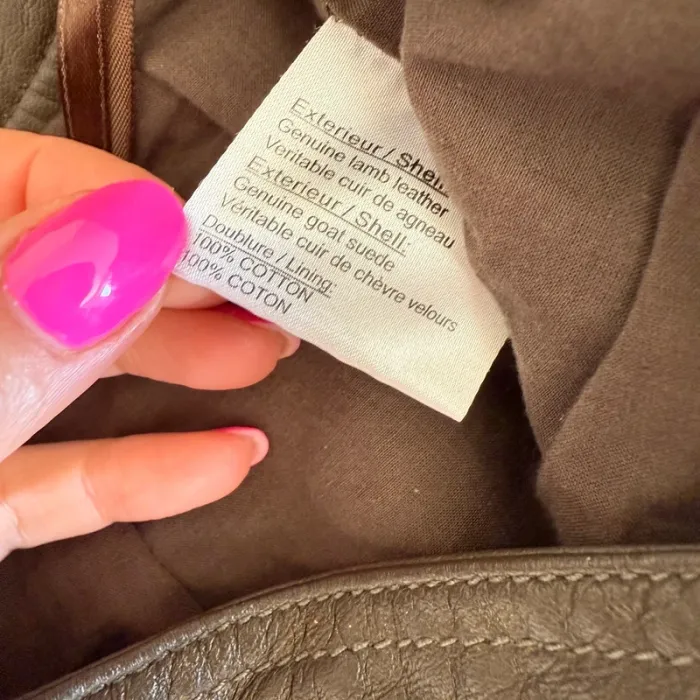 Exterieur / Shell:
Genuine lamb leather
Veritable cuir de agneau
Exterieur / Shell:
Genuine goat suede
Véritable cuir de chèvre velours
Doublure / Lining:
100% COTTON
100% COTON